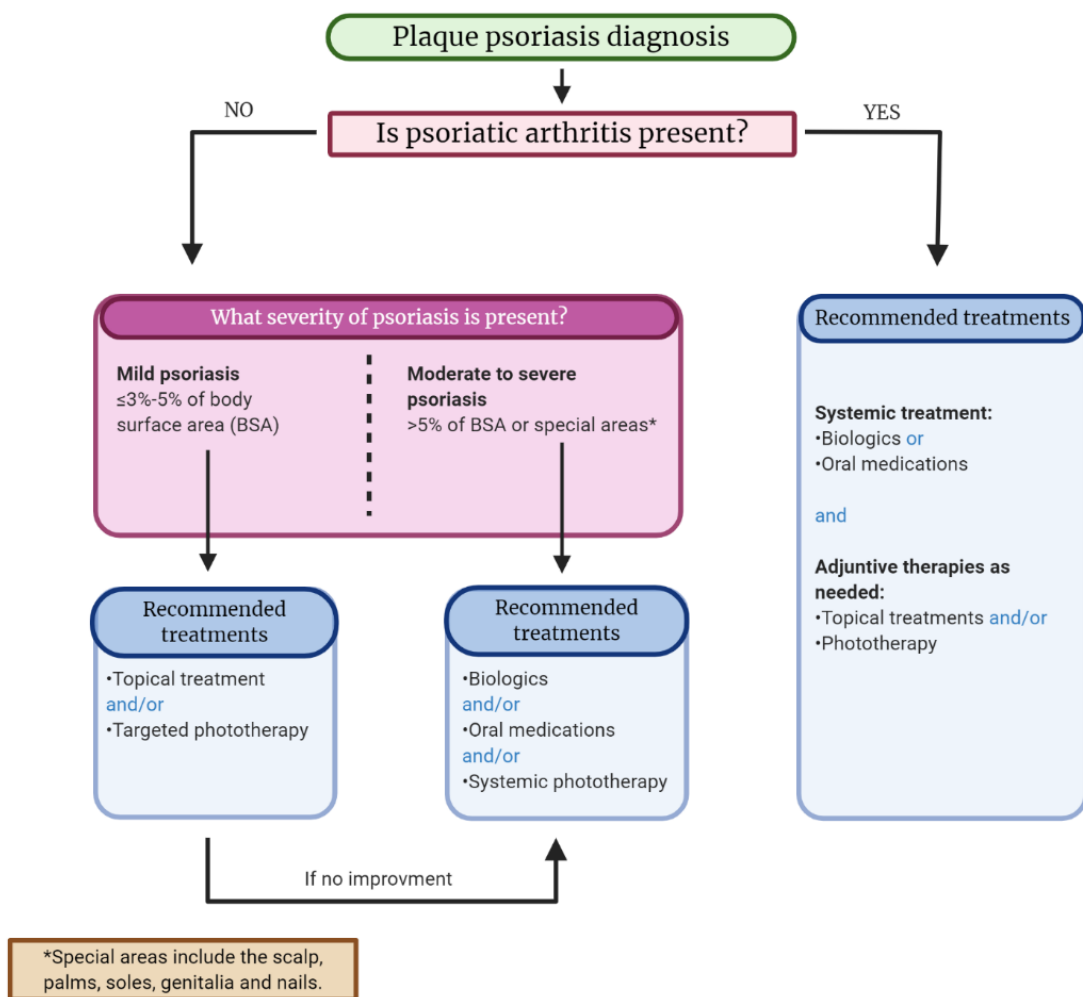 Plaque psoriasis diagnosis
NO
YES
Is psoriatic arthritis present?
What severity of psoriasis is present?
Mild psoriasis
≤3%-5% of body
surface area (BSA)
Moderate to severe
psoriasis
>5% of BSA or special areas*
Recommended
treatments
•Topical treatment
and/or
•Targeted phototherapy
Recommended
treatments
•Biologics
and/or
•Oral medications
and/or
•Systemic phototherapy
If no improvment
Recommended treatments
Systemic treatment:
•Biologics or
•Oral medications
and
Adjuntive therapies as
needed:
•Topical treatments and/or
•Phototherapy
*Special areas include the scalp,
palms, soles, genitalia and nails.